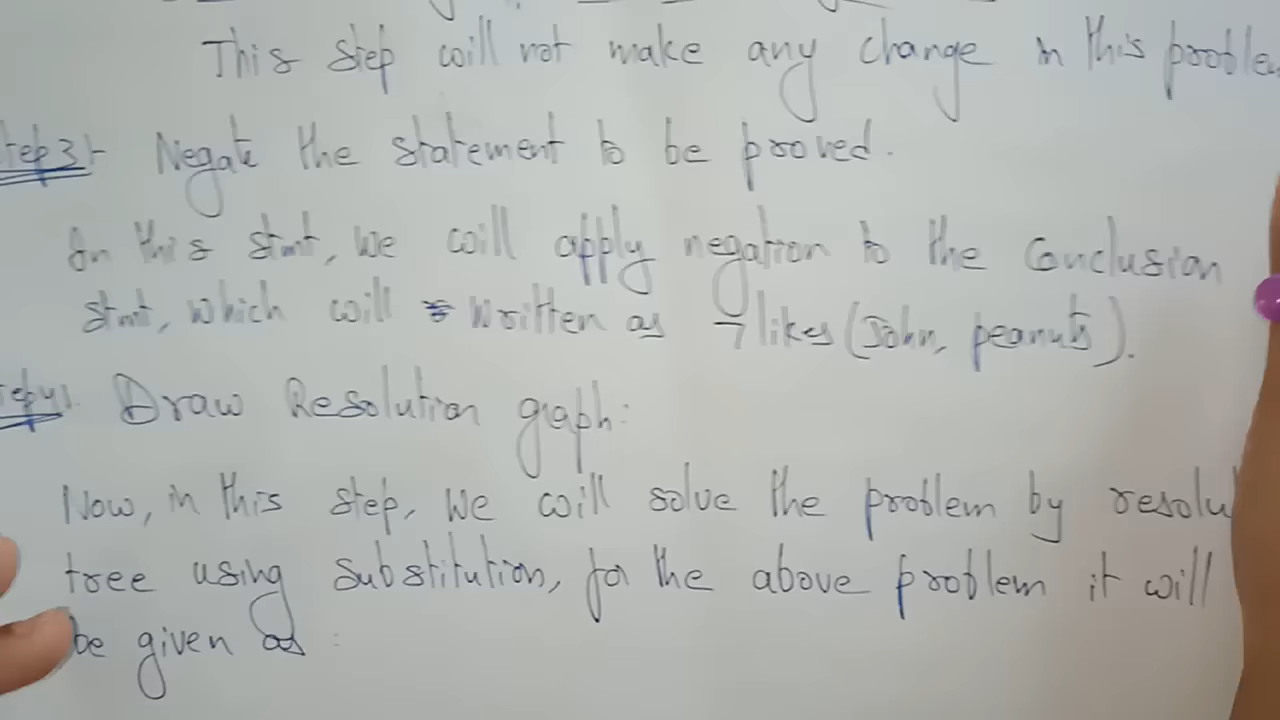 This step will not make any change in this proble
tep3:- Negate the statement to be proved.
In this stmt, we will apply negation to the Conclusion
stmt, which will written as ¬likes (John, peanuts).
tep4: Draw Resolution graph:
Now, in this step, we will solve the problem by resolu
tree using substitution, for the above problem it will
be given as :